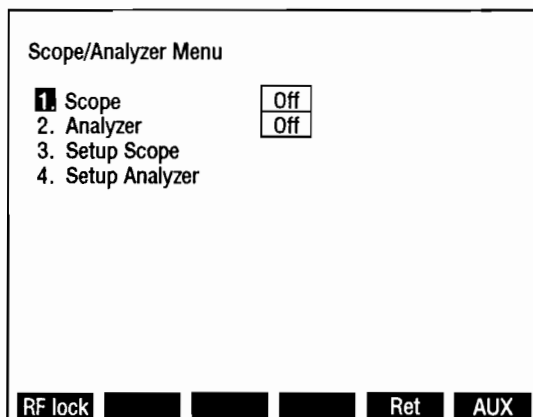 Scope/Analyzer Menu
1. Scope Off
2. Analyzer Off
3. Setup Scope
4. Setup Analyzer
RF lock Ret AUX